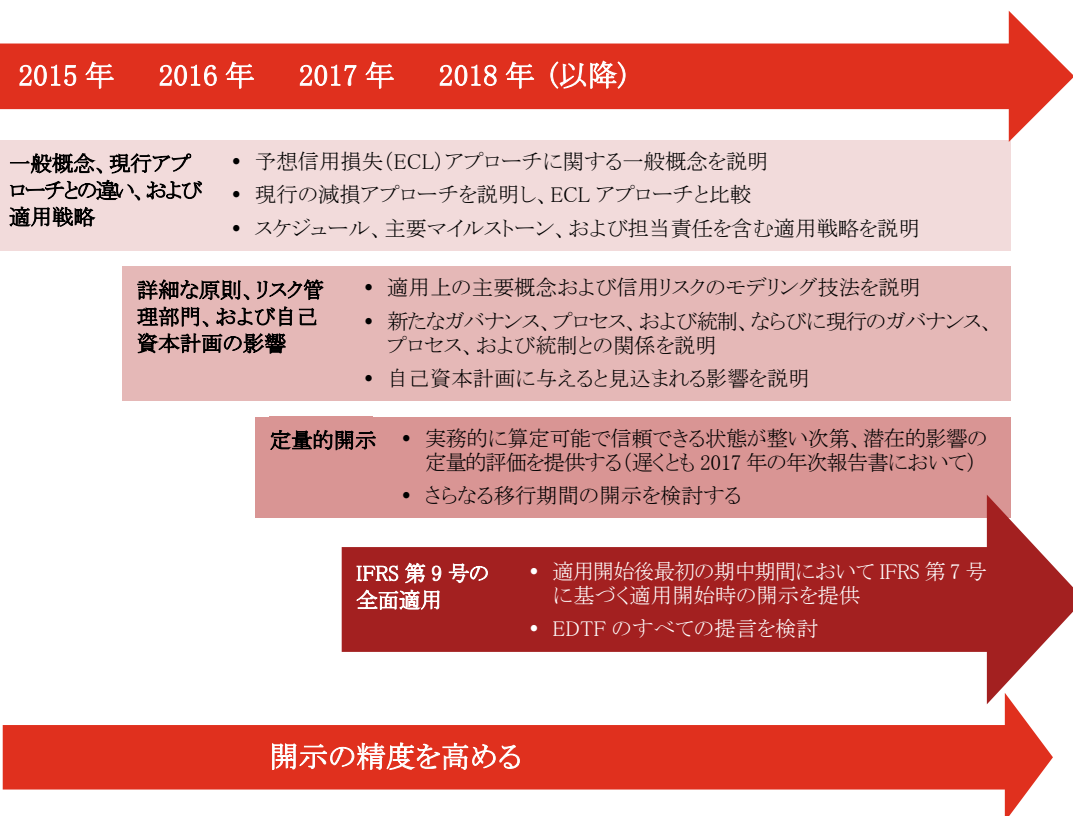 2015 年 2016 年 2017 年 2018 年 (以降)
一般概念、現行アプ
ローチとの違い、および
適用戦略
• 予想信用損失(ECL)アプローチに関する一般概念を説明
• 現行の減損アプローチを説明し、ECL アプローチと比較
• スケジュール、主要マイルストーン、および担当責任を含む適用戦略を説明
詳細な原則、リスク管
理部門、および自己
資本計画の影響
• 適用上の主要概念および信用リスクのモデリング技法を説明
• 新たなガバナンス、プロセス、および統制、ならびに現行のガバナンス、
プロセス、および統制との関係を説明
• 自己資本計画に与えると見込まれる影響を説明
定量的開示
• 実務的に算定可能で信頼できる状態が整い次第、潜在的影響の
定量的評価を提供する(遅くとも 2017 年の年次報告書において)
• さらなる移行期間の開示を検討する
IFRS 第 9 号の
全面適用
• 適用開始後最初の期中期間において IFRS 第 7 号
に基づく適用開始時の開示を提供
• EDTF のすべての提言を検討
開示の精度を高める